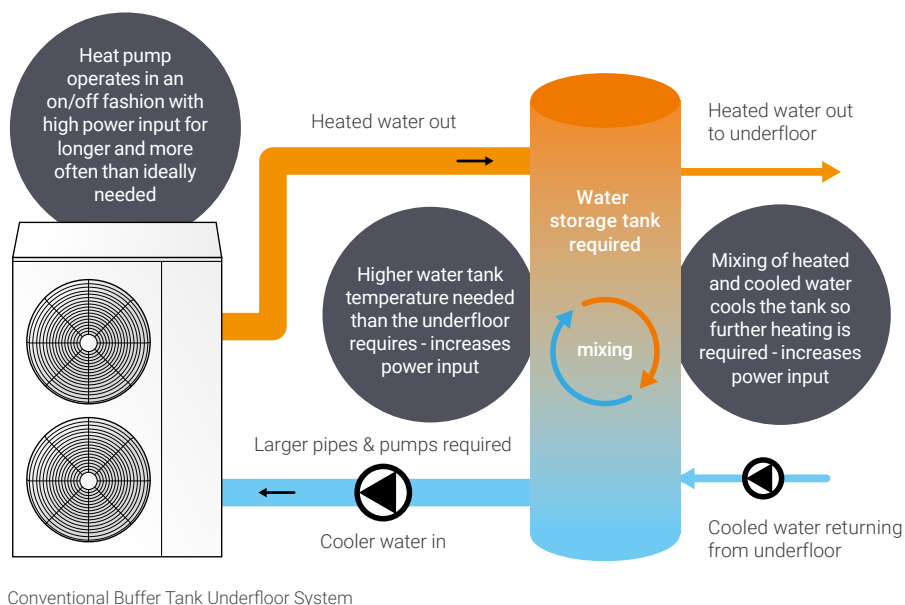 Heat pump
operates in an
on/off fashion with
high power input for
longer and more
often than ideally
needed
Heated water out
Heated water out
to underfloor
Water
storage tank
required
Higher water tank
temperature needed
than the underfloor
requires - increases
power input
mixing
Mixing of heated
and cooled water
cools the tank so
further heating is
required - increases
power input
Larger pipes & pumps required
Cooler water in
Cooled water returning
from underfloor
Conventional Buffer Tank Underfloor System